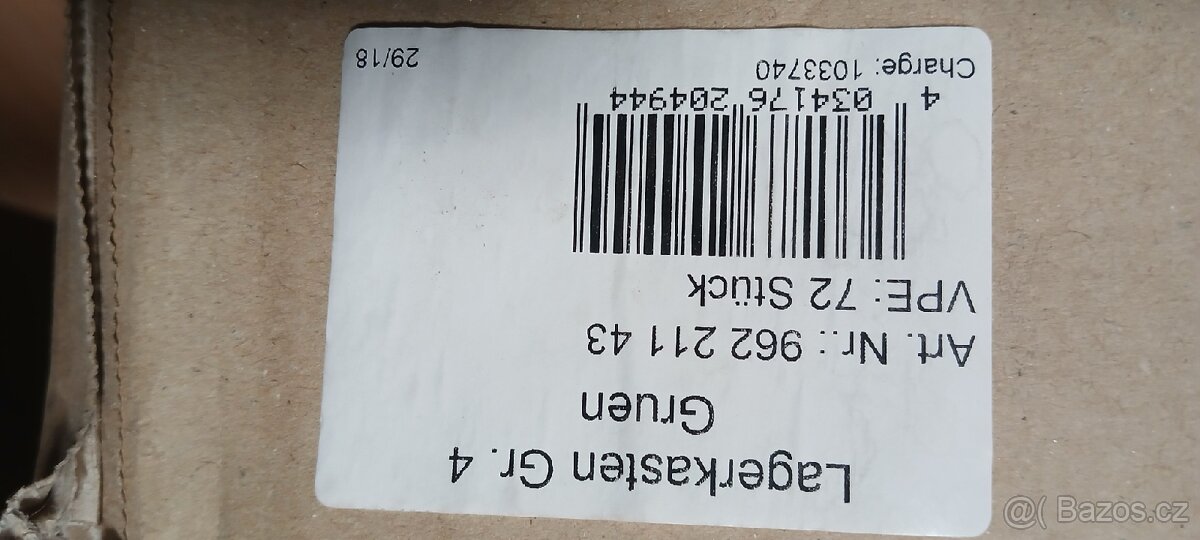 Lagerkasten Gr. 4
Gruen
Art. Nr.: 962 211 43
VPE: 72 Stück
4 034176 204944
Charge: 1033740
29/18
@( Bazos.cz